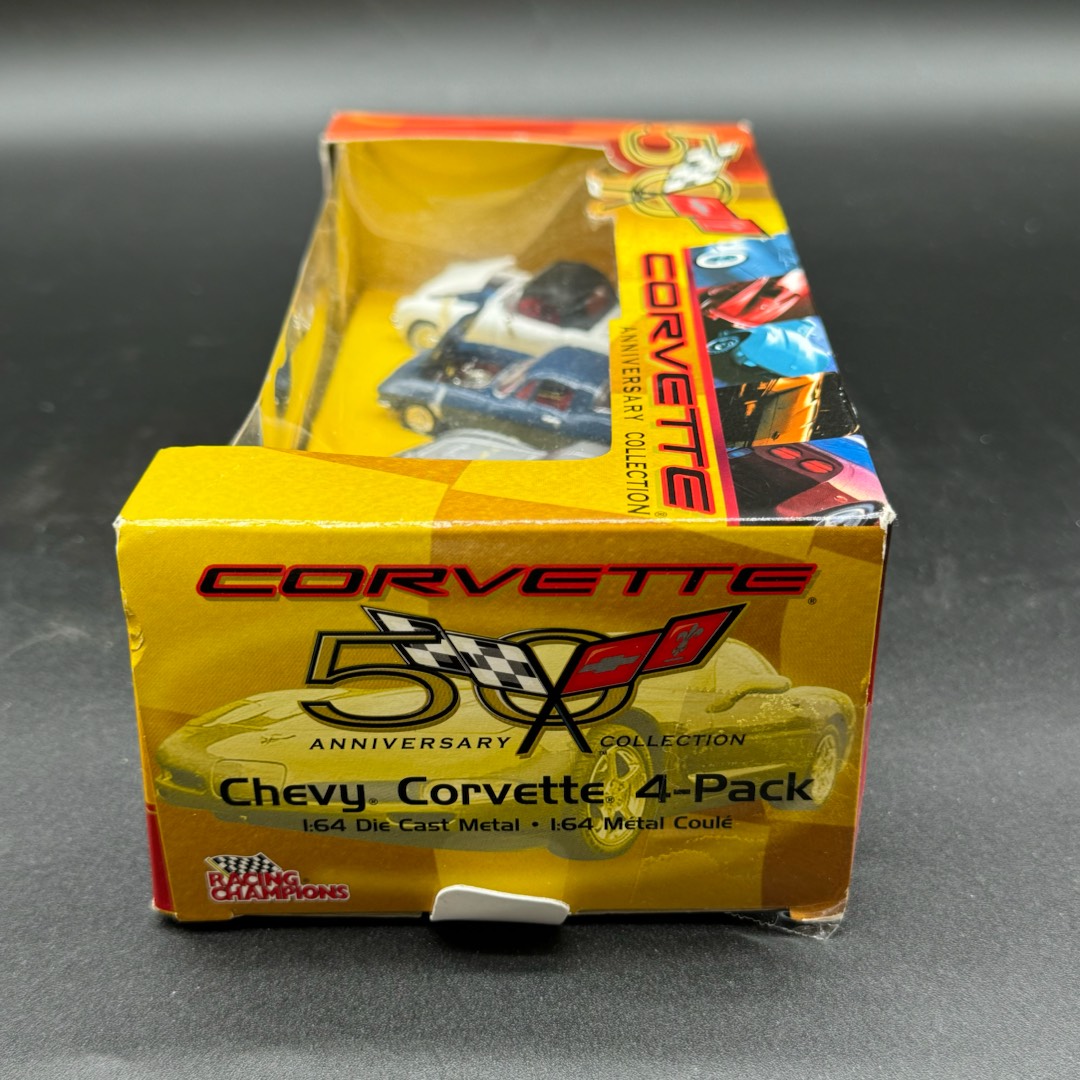 50
CORVETTE
ANNIVERSARY COLLECTION®
CORVETTE®
50
ANNIVERSARY COLLECTION
Chevy® Corvette® 4-Pack
1:64 Die Cast Metal • 1:64 Métal Coulé
RACING
CHAMPIONS®